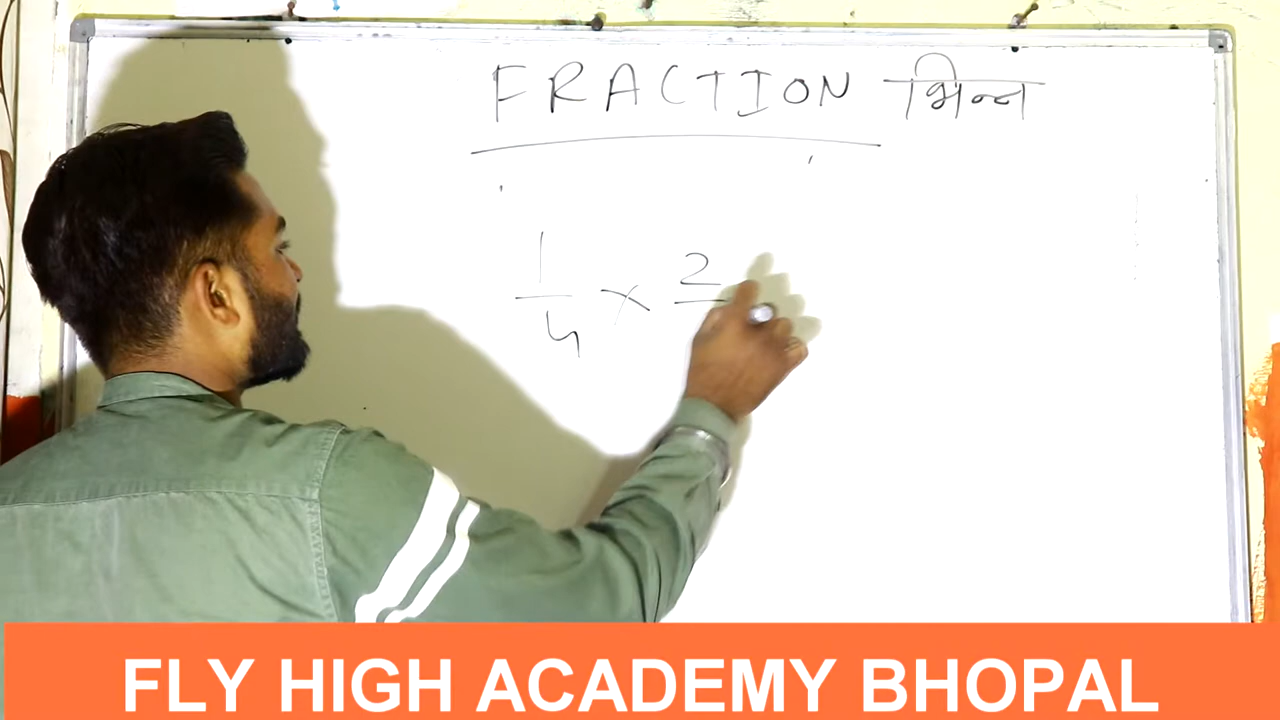 FRACTION भिन्न
1/4 × 2/
FLY HIGH ACADEMY BHOPAL